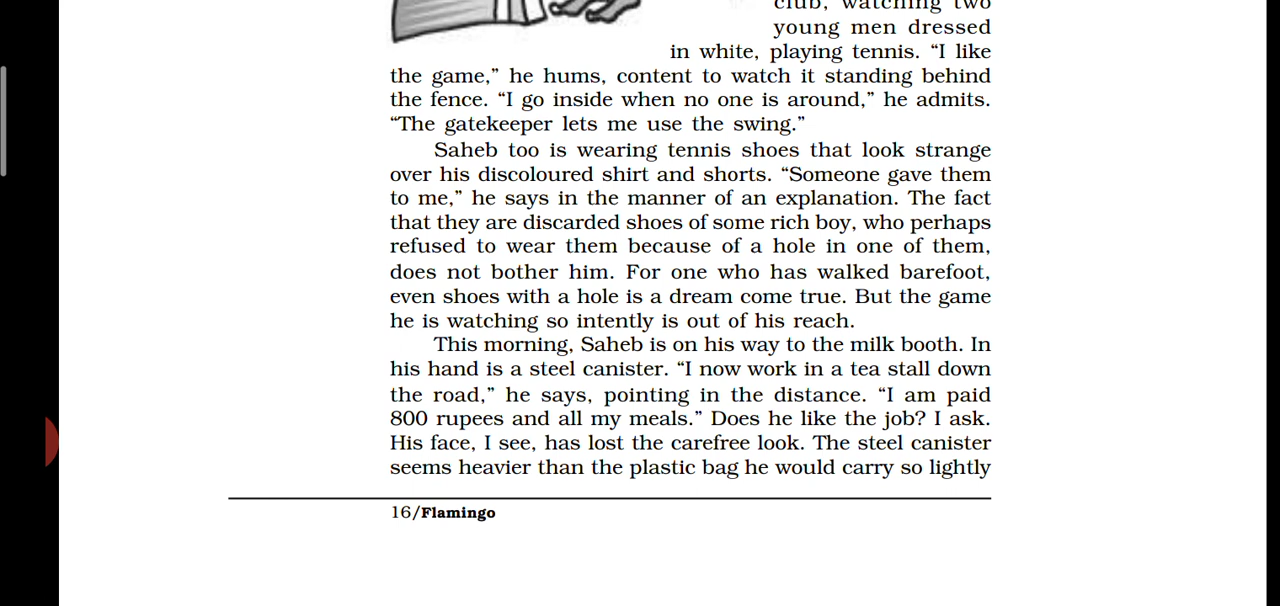 club, watching two
young men dressed
in white, playing tennis. “I like
the game,” he hums, content to watch it standing behind
the fence. “I go inside when no one is around,” he admits.
“The gatekeeper lets me use the swing.”
Saheb too is wearing tennis shoes that look strange
over his discoloured shirt and shorts. “Someone gave them
to me,” he says in the manner of an explanation. The fact
that they are discarded shoes of some rich boy, who perhaps
refused to wear them because of a hole in one of them,
does not bother him. For one who has walked barefoot,
even shoes with a hole is a dream come true. But the game
he is watching so intently is out of his reach.
This morning, Saheb is on his way to the milk booth. In
his hand is a steel canister. “I now work in a tea stall down
the road,” he says, pointing in the distance. “I am paid
800 rupees and all my meals.” Does he like the job? I ask.
His face, I see, has lost the carefree look. The steel canister
seems heavier than the plastic bag he would carry so lightly
16/Flamingo